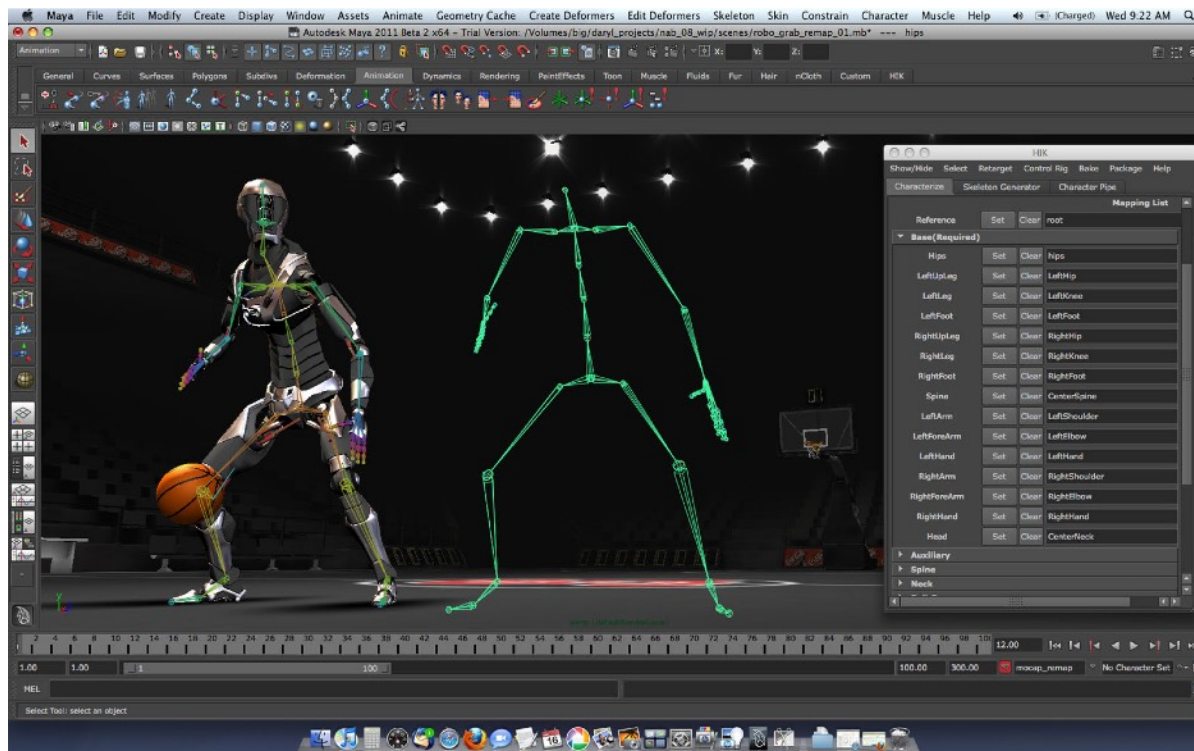 Maya File Edit Modify Create Display Window Assets Animate Geometry Cache Create Deformers Edit Deformers Skeleton Skin Constrain Character Muscle Help (Charged) Wed 9:22 AM
Autodesk Maya 2011 Beta 2 x64 - Trial Version: /Volumes/big/daryl_projects/nab_08_wip/scenes/robo_grab_remap_01.mb* --- hips
Animation X: Y: Z:
General Curves Surfaces Polygons Subdivs Deformation Animation Dynamics Rendering PaintEffects Toon Muscle Fluids Fur Hair nCloth Custom HIK
HIK
Show/Hide Select Retarget Control Rig Bake Package Help
Characterize Skeleton Generator Character Pipe
Mapping List
Reference Set Clear root
Base(Required)
Hips Set Clear hips
LeftUpLeg Set Clear LeftHip
LeftLeg Set Clear LeftKnee
LeftFoot Set Clear LeftFoot
RightUpLeg Set Clear RightHip
RightLeg Set Clear RightKnee
RightFoot Set Clear RightFoot
Spine Set Clear CenterSpine
LeftArm Set Clear LeftShoulder
LeftForeArm Set Clear LeftElbow
LeftHand Set Clear LeftHand
RightArm Set Clear RightShoulder
RightForeArm Set Clear RightElbow
RightHand Set Clear RightHand
Head Set Clear CenterNeck
Auxiliary
Spine
Neck
2 4 6 8 10 12 14 16 18 20 22 24 26 28 30 32 34 36 38 40 42 44 46 48 50 52 54 56 58 60 62 64 66 68 70 72 74 76 78 80 82 84 86 88 90 92 94 96 98 12.00
1.00 1.00 1 100 100.00 300.00 mocap_remap No Character Set
MEL
Select Tool: select an object
16